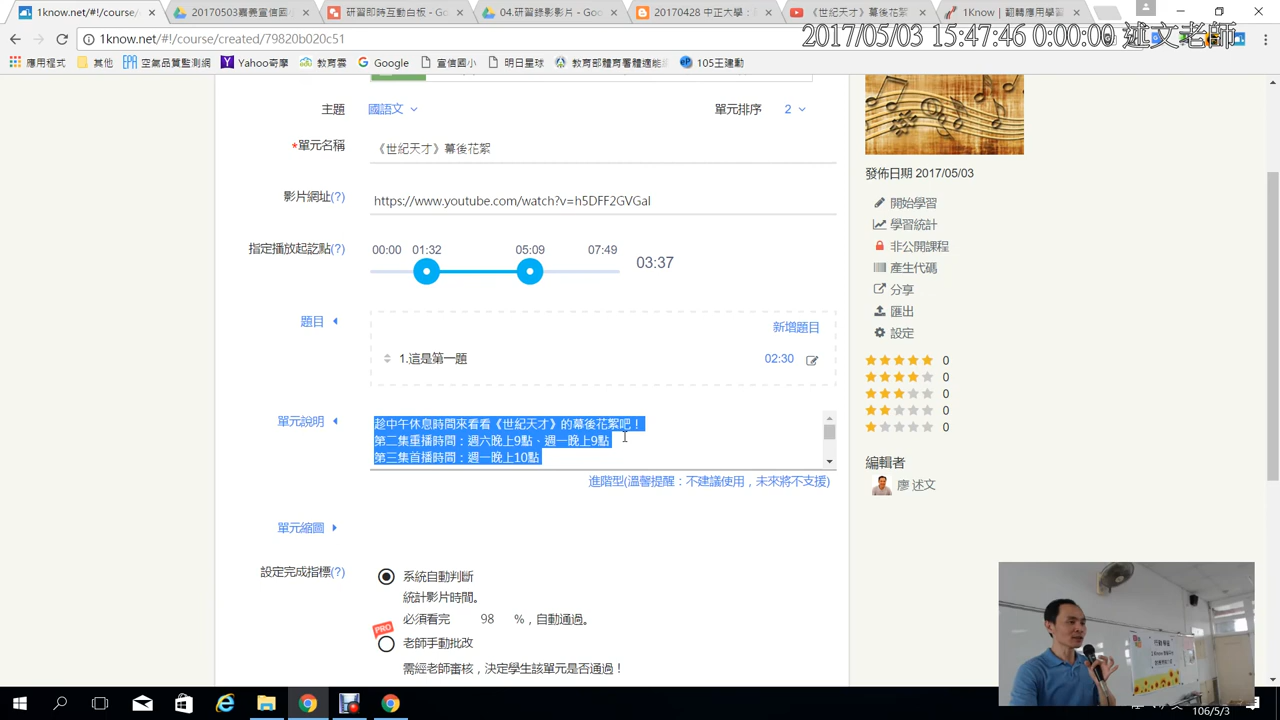 1know.net/#!/course/
20170503嘉義宣信國小
研習即時互動白板 - G
04.研習錄影影片 - Goo
20170428 中正大學:
《世紀天才》幕後花絮
1Know | 翻轉應用學習
1know.net/#!/course/created/79820b020c51
2017/05/03 15:47:46 0:00:00 述文老師
應用程式 其他 空氣品質監測網 Yahoo奇摩 教育雲 Google 宣信國小 明日星球 教育部體育署體適能 105王建勳
主題 國語文 單元排序 2
*單元名稱 《世紀天才》幕後花絮
影片網址(?) https://www.youtube.com/watch?v=h5DFF2GVGaI
指定播放起訖點(?) 00:00 01:32 05:09 07:49 03:37
題目 新增題目
1.這是第一題 02:30
單元說明 趁中午休息時間來看看《世紀天才》的幕後花絮吧！
第二集重播時間：週六晚上9點、週一晚上9點
第三集首播時間：週一晚上10點
進階型(溫馨提醒：不建議使用，未來將不支援)
單元縮圖
設定完成指標(?) 系統自動判斷
統計影片時間。
必須看完 98 %，自動通過。
PRO
老師手動批改
需經老師審核，決定學生該單元是否通過！
發佈日期 2017/05/03
開始學習
學習統計
非公開課程
產生代碼
分享
匯出
設定
0
0
0
0
0
編輯者
廖 述文
106/5/3